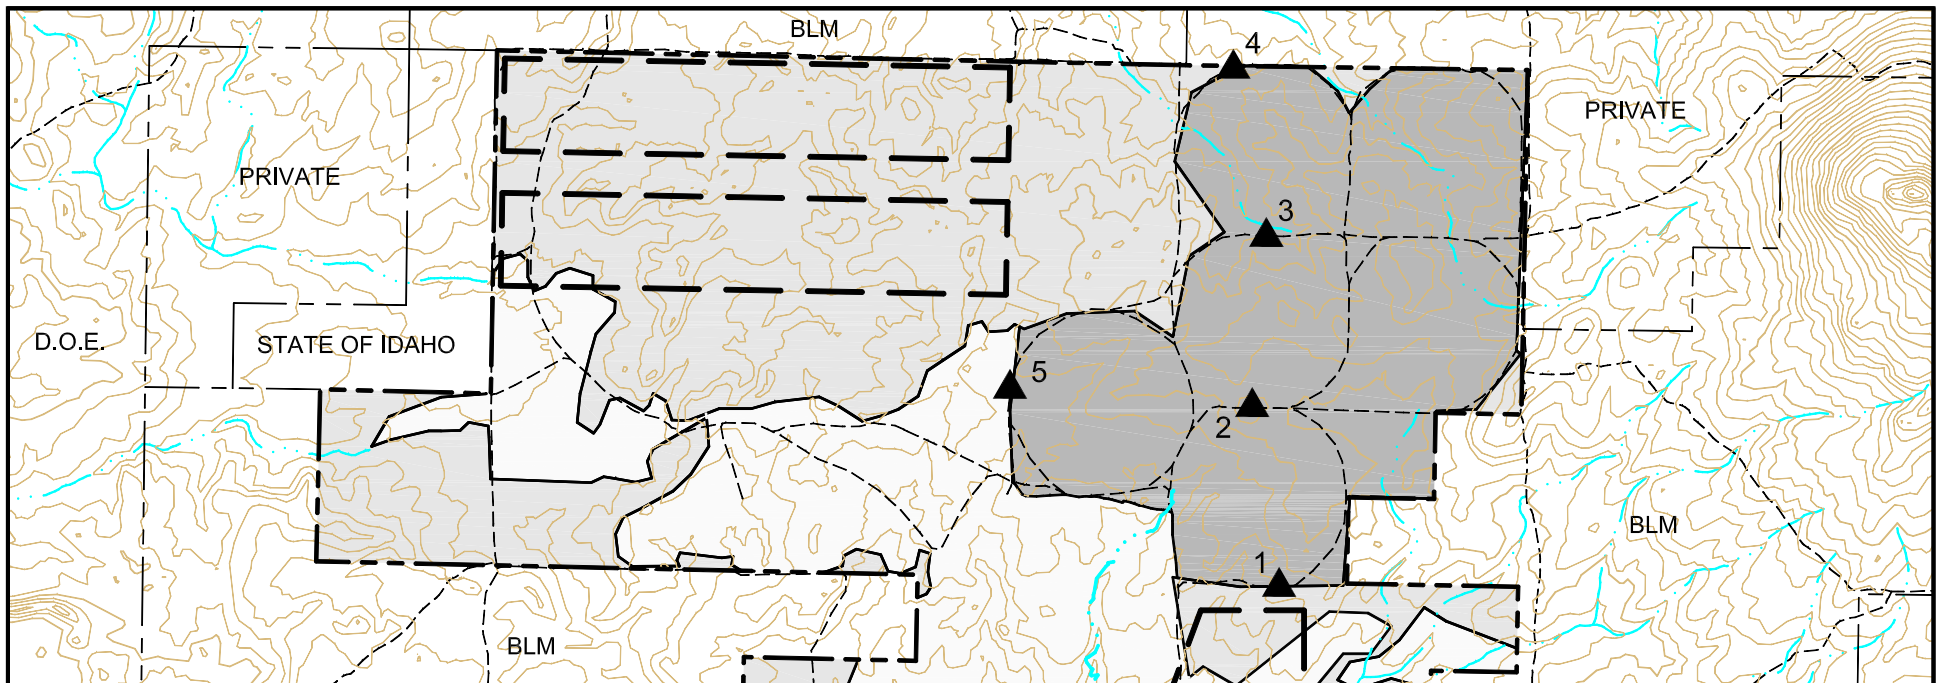 BLM
4
PRIVATE
PRIVATE
3
D.O.E.
STATE OF IDAHO
5
2
BLM
1
BLM